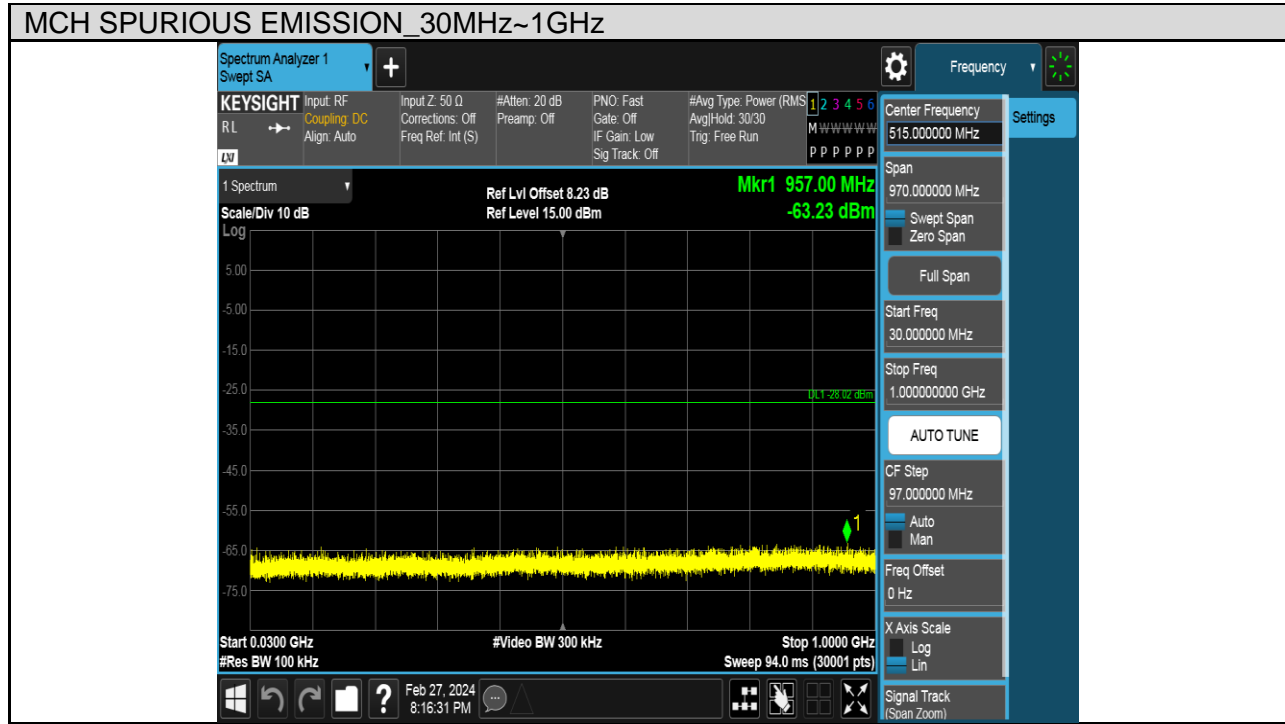 MCH SPURIOUS EMISSION_30MHz~1GHz
Spectrum Analyzer 1
Swept SA
+
Frequency
KEYSIGHT
RL
LXI
Input: RF
Coupling: DC
Align: Auto
Input Z: 50 Ω
Corrections: Off
Freq Ref: Int (S)
#Atten: 20 dB
Preamp: Off
PNO: Fast
Gate: Off
IF Gain: Low
Sig Track: Off
#Avg Type: Power (RMS
Avg|Hold: 30/30
Trig: Free Run
1 2 3 4 5 6
M W W W W W
P P P P P P
1 Spectrum
Scale/Div 10 dB
Ref Lvl Offset 8.23 dB
Ref Level 15.00 dBm
Mkr1 957.00 MHz
-63.23 dBm
Log
5.00
-5.00
-15.0
-25.0
DL1 -28.02 dBm
-35.0
-45.0
-55.0
1
-65.0
-75.0
Start 0.0300 GHz
#Res BW 100 kHz
#Video BW 300 kHz
Stop 1.0000 GHz
Sweep 94.0 ms (30001 pts)
Center Frequency
515.000000 MHz
Settings
Span
970.000000 MHz
Swept Span
Zero Span
Full Span
Start Freq
30.000000 MHz
Stop Freq
1.000000000 GHz
AUTO TUNE
CF Step
97.000000 MHz
Auto
Man
Freq Offset
0 Hz
X Axis Scale
Log
Lin
Signal Track
(Span Zoom)
?
Feb 27, 2024
8:16:31 PM